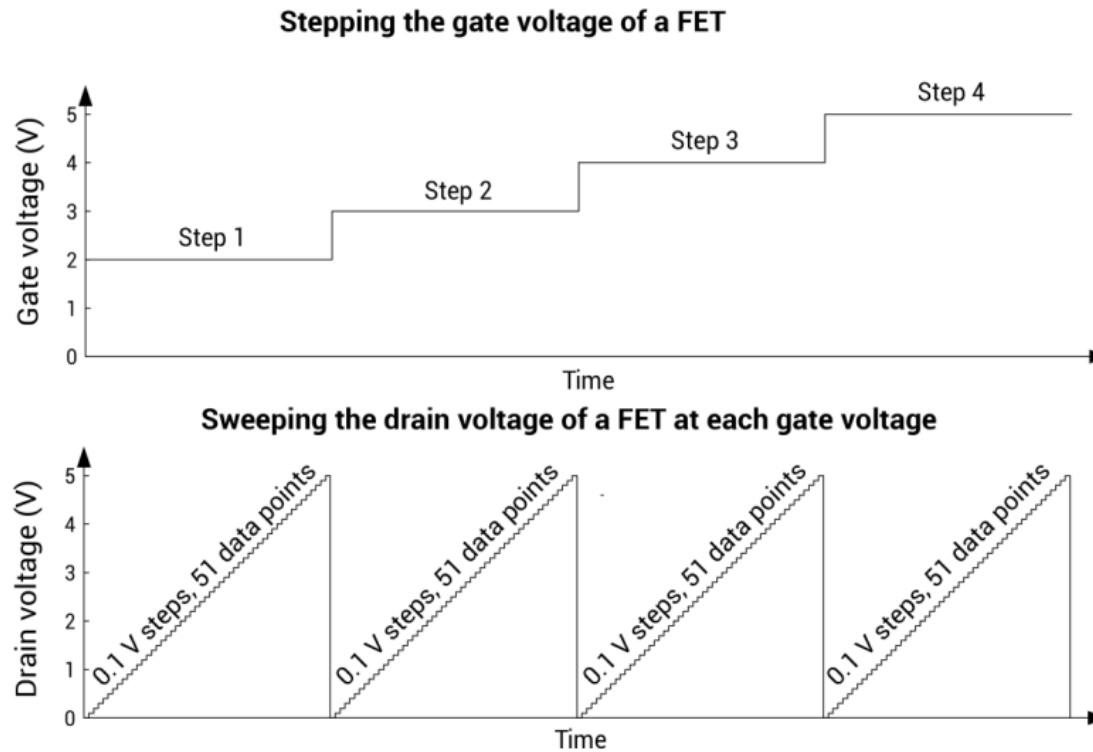 Stepping the gate voltage of a FET
Gate voltage (V)
5
4
3
2
1
0
Step 1
Step 2
Step 3
Step 4
Time
Sweeping the drain voltage of a FET at each gate voltage
Drain voltage (V)
5
4
3
2
1
0
0.1 V steps, 51 data points
0.1 V steps, 51 data points
0.1 V steps, 51 data points
0.1 V steps, 51 data points
Time